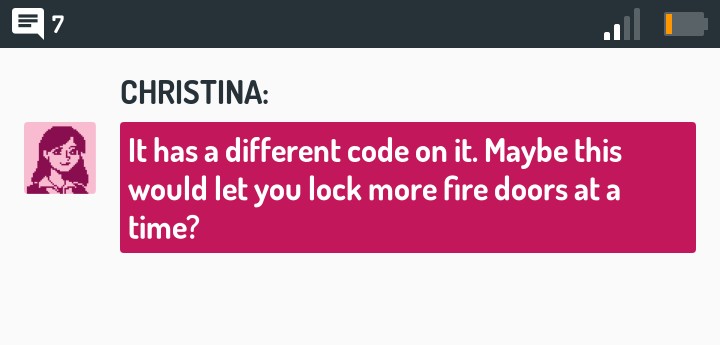 7
CHRISTINA:
It has a different code on it. Maybe this
would let you lock more fire doors at a
time?